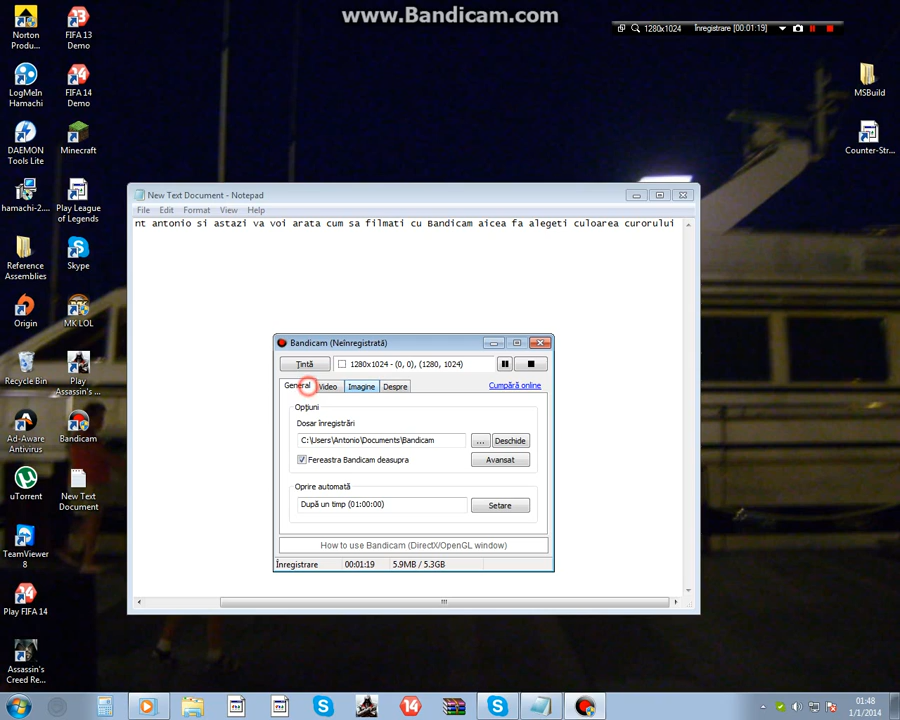 www.Bandicam.com
1280x1024
Înregistrare [00:01:19]
Norton Produ...
FIFA 13 Demo
LogMeIn Hamachi
FIFA 14 Demo
DAEMON Tools Lite
Minecraft
hamachi-2....
Play League of Legends
Reference Assemblies
Skype
Origin
MK LOL
Recycle Bin
Play Assassin's ...
Ad-Aware Antivirus
Bandicam
uTorrent
New Text Document
TeamViewer 8
Play FIFA 14
Assassin's Creed Re...
MSBuild
Counter-Str...
New Text Document - Notepad
File Edit Format View Help
nt antonio si astazi va voi arata cum sa filmati cu Bandicam aicea fa alegeti culoarea curorului
Bandicam (Neînregistrată)
Țintă
1280x1024 - (0, 0), (1280, 1024)
General Video Imagine Despre
Cumpără online
Opțiuni
Dosar înregistrări
C:\Users\Antonio\Documents\Bandicam
...
Deschide
Fereastra Bandicam deasupra
Avansat
Oprire automată
După un timp (01:00:00)
Setare
How to use Bandicam (DirectX/OpenGL window)
Înregistrare 00:01:19 5.9MB / 5.3GB
14
01:48
1/1/2014